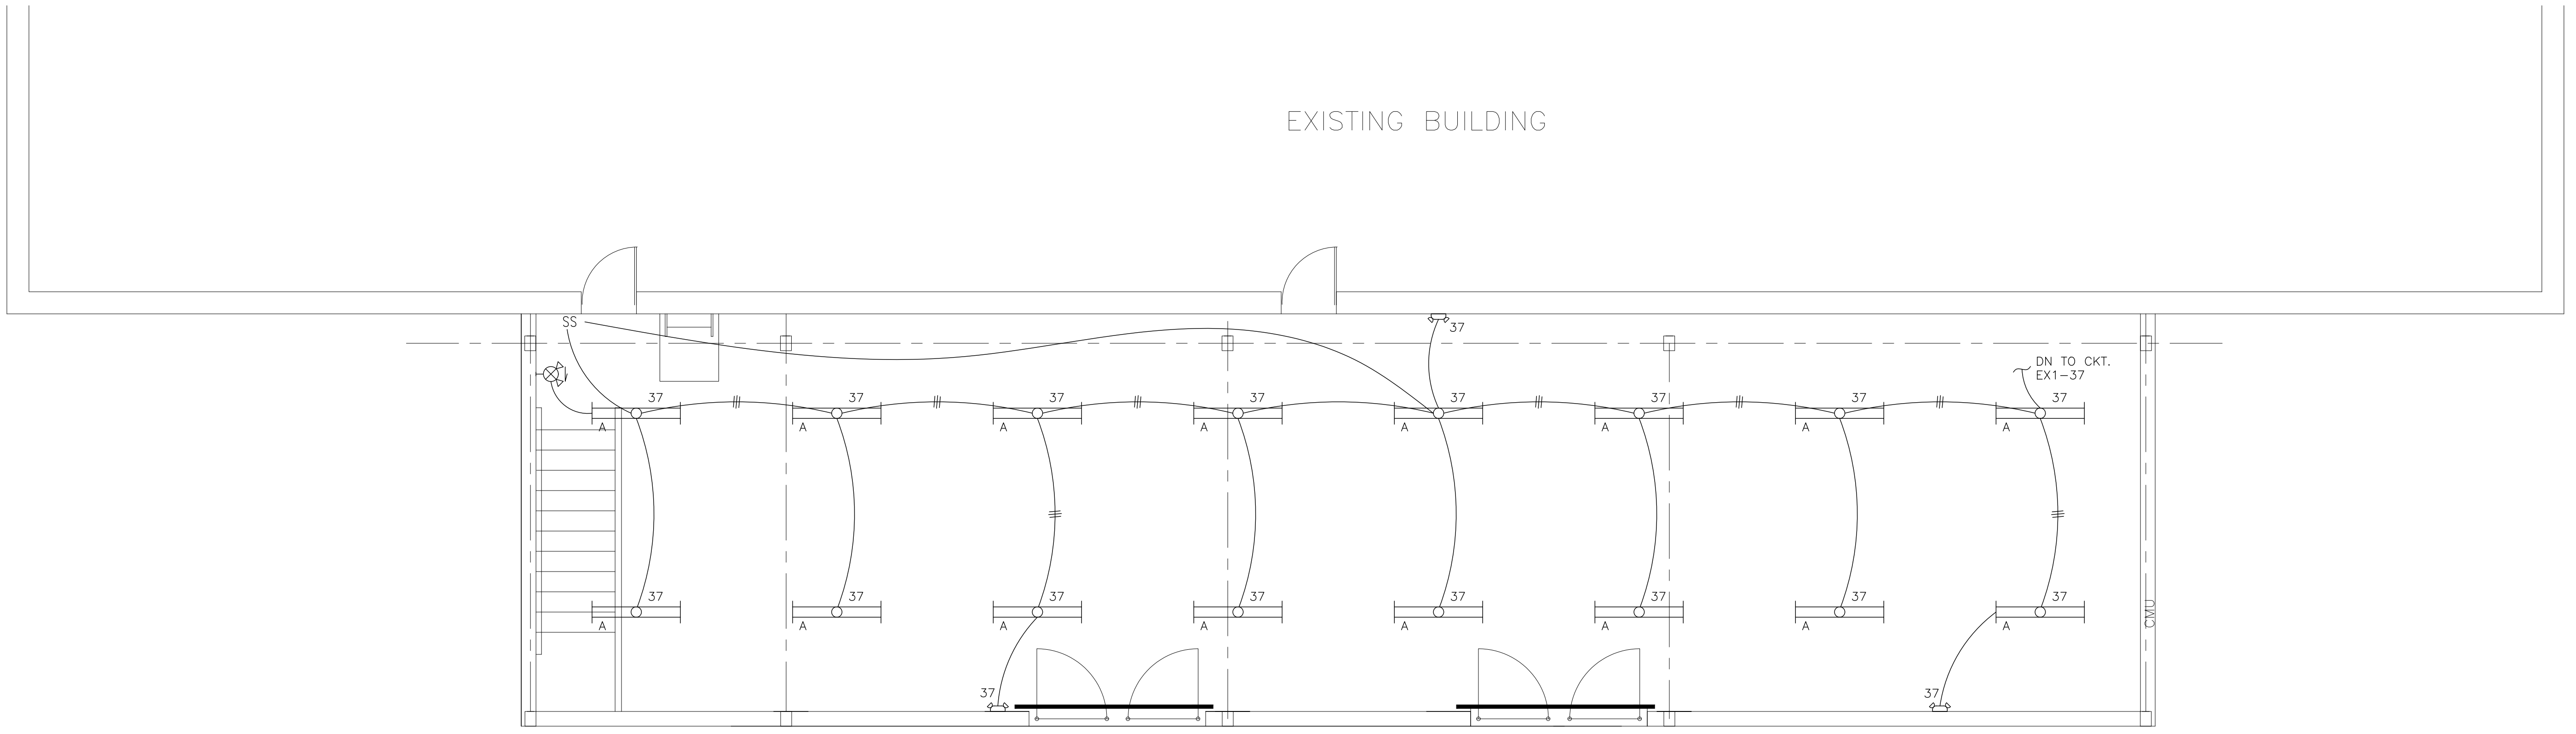 EXISTING BUILDING
SS
37
DN TO CKT.
EX1-37
37 37 37 37 37 37 37 37
A A A A A A A A
37 37 37 37 37 37 37 37
A A A A A A A A
CMU
37 37